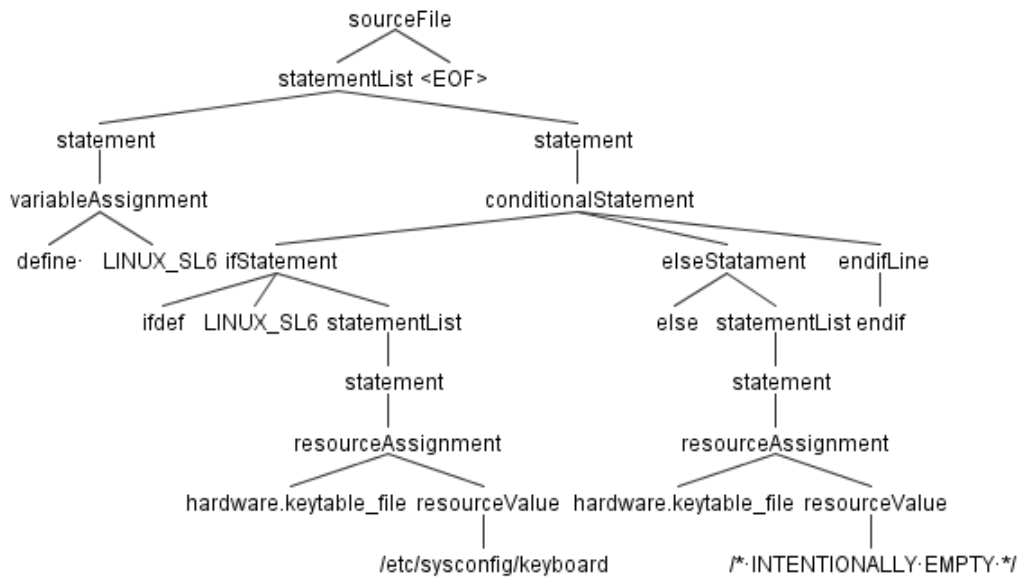 sourceFile
statementList <EOF>
statement statement
variableAssignment conditionalStatement
define· LINUX_SL6 ifStatement elseStatament endifLine
ifdef LINUX_SL6 statementList else statementList endif
statement statement
resourceAssignment resourceAssignment
hardware.keytable_file resourceValue hardware.keytable_file resourceValue
/etc/sysconfig/keyboard /*·INTENTIONALLY·EMPTY·*/